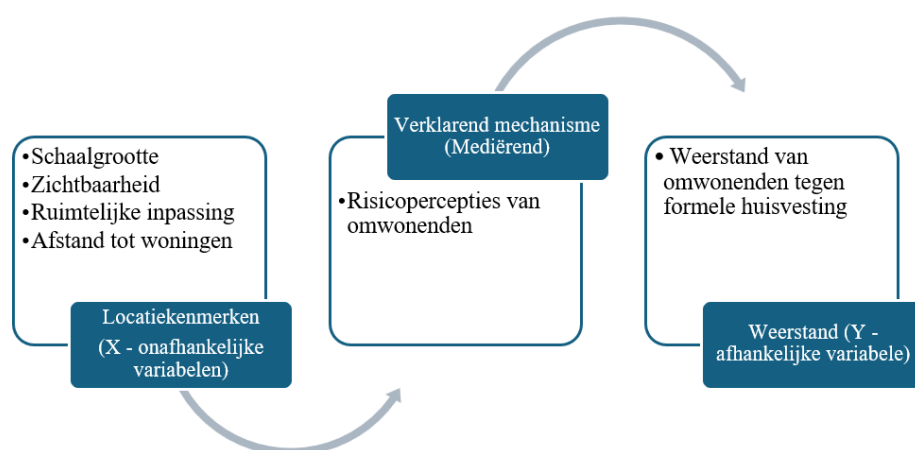 •Schaalgrootte
•Zichtbaarheid
•Ruimtelijke inpassing
•Afstand tot woningen
Locatiekenmerken
(X - onafhankelijke
variabelen)
Verklarend mechanisme
(Mediërend)
•Risicopercepties van
omwonenden
• Weerstand van
omwonenden tegen
formele huisvesting
Weerstand (Y -
afhankelijke variabele)